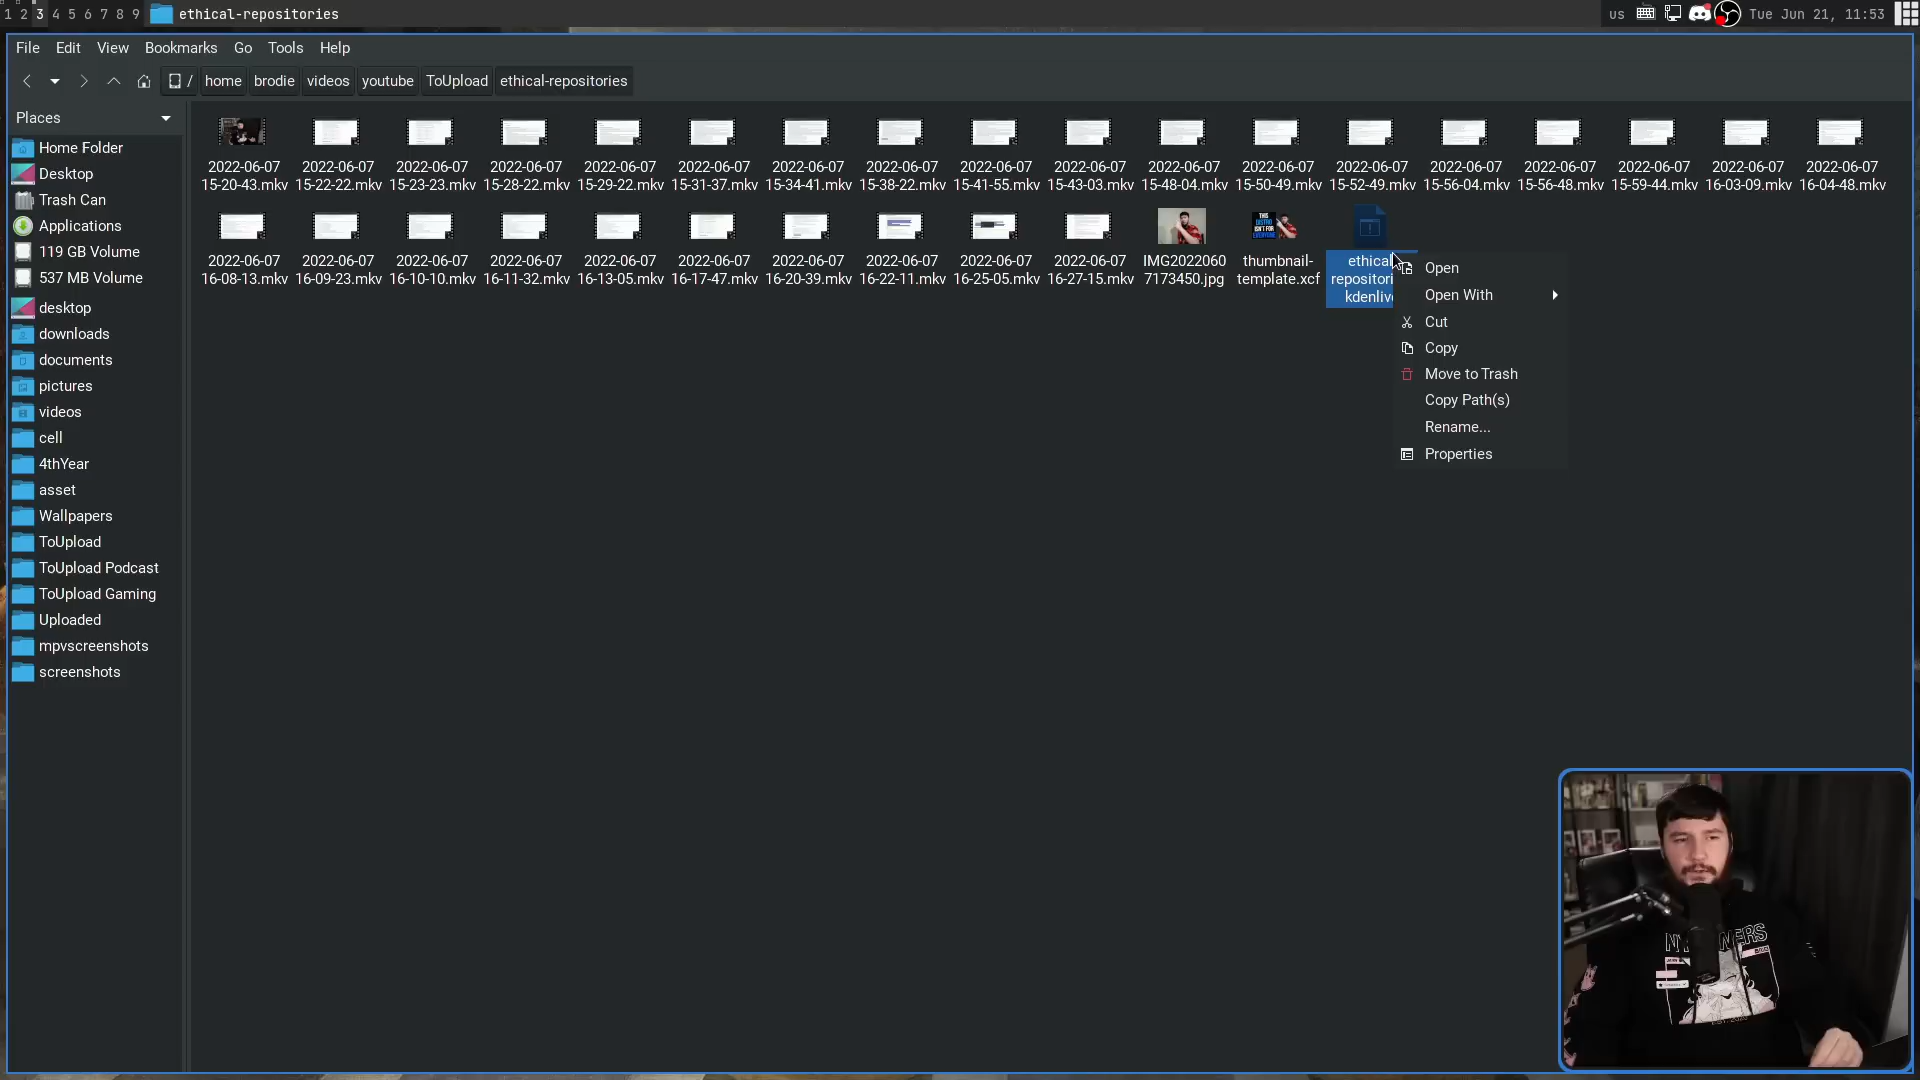 1 2 3 4 5 6 7 8 9 ethical-repositories
us Tue Jun 21, 11:53
File Edit View Bookmarks Go Tools Help
/ home brodie videos youtube ToUpload ethical-repositories
Places
Home Folder
Desktop
Trash Can
Applications
119 GB Volume
537 MB Volume
desktop
downloads
documents
pictures
videos
cell
4thYear
asset
Wallpapers
ToUpload
ToUpload Podcast
ToUpload Gaming
Uploaded
mpvscreenshots
screenshots
2022-06-07 2022-06-07 2022-06-07 2022-06-07 2022-06-07 2022-06-07 2022-06-07 2022-06-07 2022-06-07 2022-06-07 2022-06-07 2022-06-07 2022-06-07 2022-06-07 2022-06-07 2022-06-07 2022-06-07 2022-06-07
15-20-43.mkv 15-22-22.mkv 15-23-23.mkv 15-28-22.mkv 15-29-22.mkv 15-31-37.mkv 15-34-41.mkv 15-38-22.mkv 15-41-55.mkv 15-43-03.mkv 15-48-04.mkv 15-50-49.mkv 15-52-49.mkv 15-56-04.mkv 15-56-48.mkv 15-59-44.mkv 16-03-09.mkv 16-04-48.mkv
THIS
DISTRO
ISN'T FOR
EVERYONE
2022-06-07 2022-06-07 2022-06-07 2022-06-07 2022-06-07 2022-06-07 2022-06-07 2022-06-07 2022-06-07 2022-06-07 IMG2022060 thumbnail- ethical
16-08-13.mkv 16-09-23.mkv 16-10-10.mkv 16-11-32.mkv 16-13-05.mkv 16-17-47.mkv 16-20-39.mkv 16-22-11.mkv 16-25-05.mkv 16-27-15.mkv 7173450.jpg template.xcf repositori
kdenlive
Open
Open With
Cut
Copy
Move to Trash
Copy Path(s)
Rename...
Properties